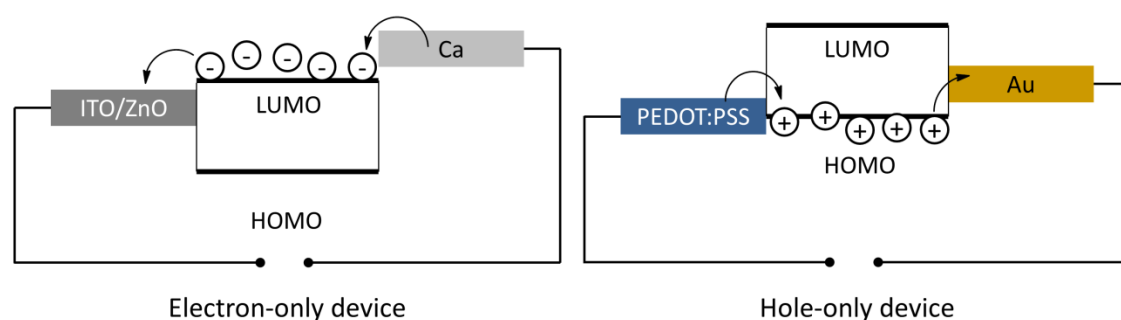 - - - - -
Ca
ITO/ZnO
LUMO
HOMO
Electron-only device
LUMO
Au
PEDOT:PSS
+ + + + +
HOMO
Hole-only device